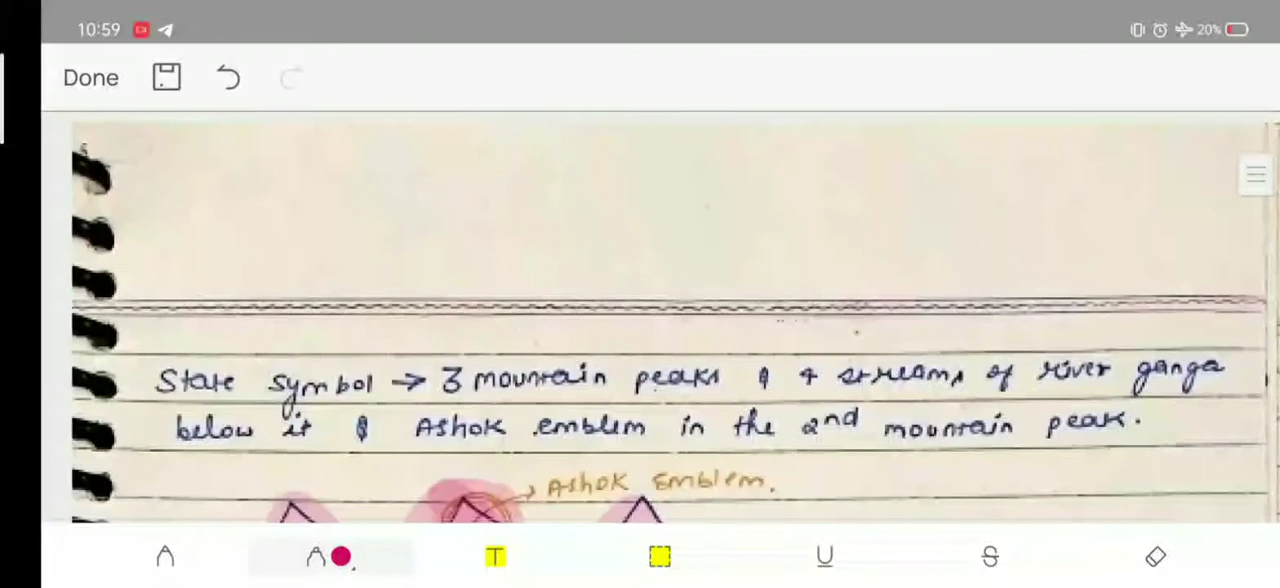 10:59
20%
Done
State symbol → 3 mountain peaks & 4 streams of river ganga
below it & Ashok emblem in the 2nd mountain peak.
→ Ashok Emblem.
T
U
S